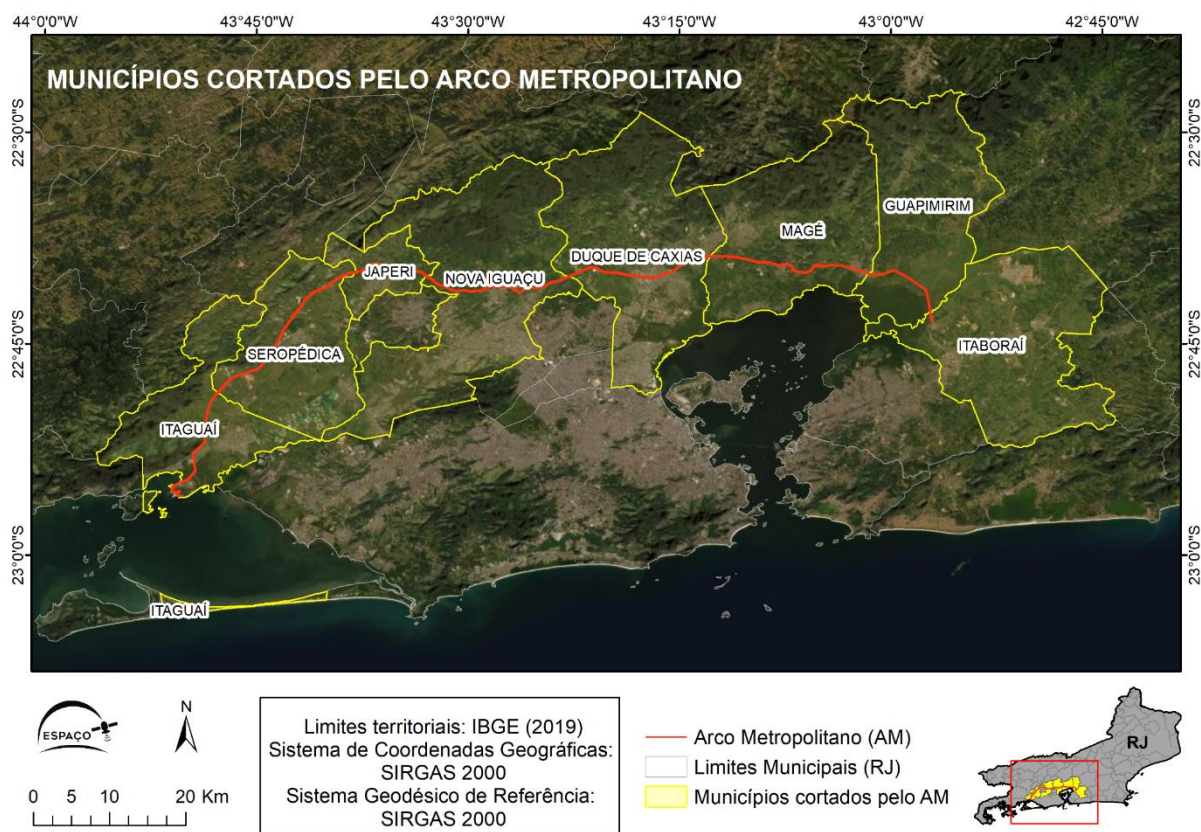 44°0'0"W 43°45'0"W 43°30'0"W 43°15'0"W 43°0'0"W 42°45'0"W
MUNICÍPIOS CORTADOS PELO ARCO METROPOLITANO
22°30'0"S 22°30'0"S
GUAPIMIRIM
MAGÉ
DUQUE DE CAXIAS
JAPERI
NOVA IGUAÇU
22°45'0"S 22°45'0"S
ITABORAÍ
SEROPÉDICA
ITAGUAÍ
23°0'0"S 23°0'0"S
ITAGUAÍ
ESPAÇO
N
0 5 10 20 Km
Limites territoriais: IBGE (2019)
Sistema de Coordenadas Geográficas:
SIRGAS 2000
Sistema Geodésico de Referência:
SIRGAS 2000
Arco Metropolitano (AM)
Limites Municipais (RJ)
Municípios cortados pelo AM
RJ